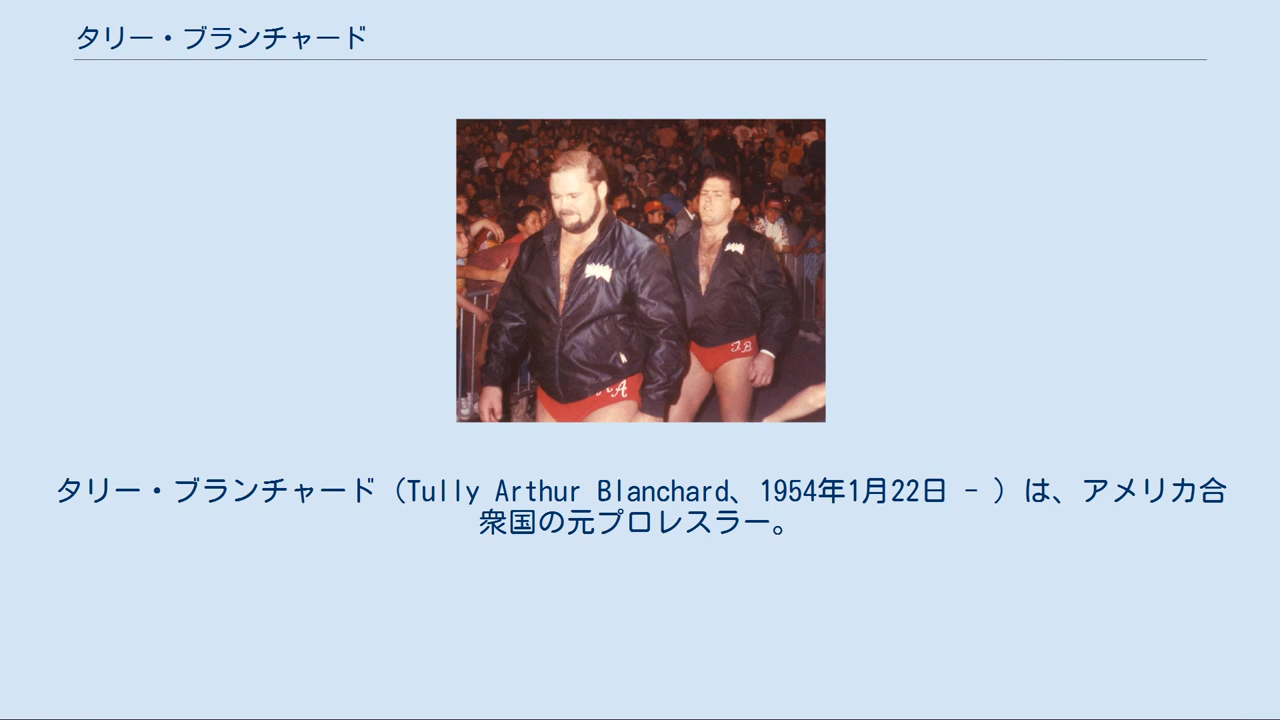 タリー・ブランチャード
AA
TB
タリー・ブランチャード（Tully Arthur Blanchard、1954年1月22日 - ）は、アメリカ合
衆国の元プロレスラー。